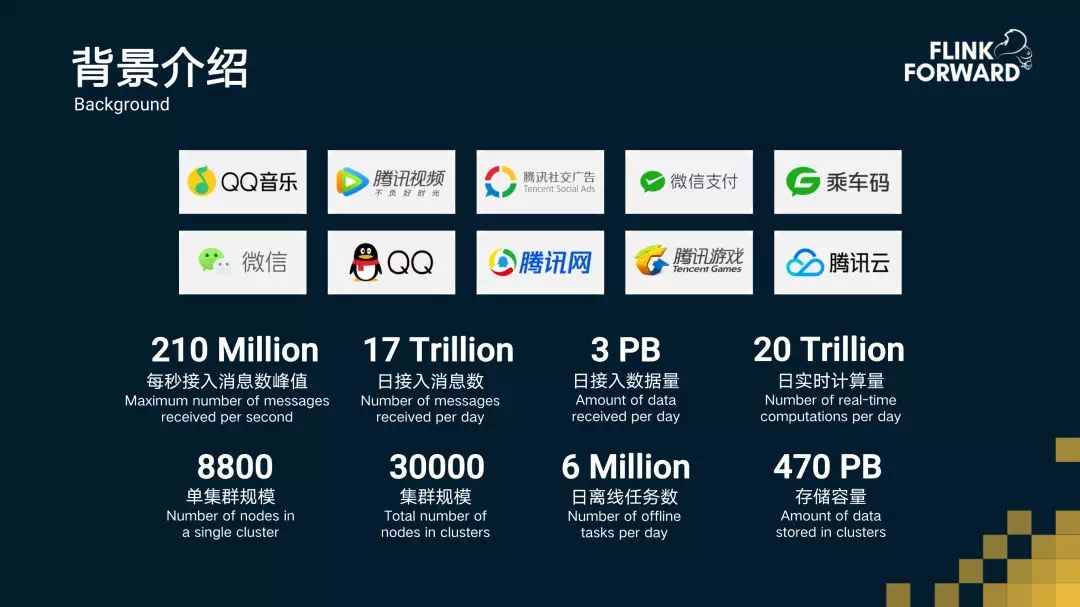 背景介绍
Background
FLINK
FORWARD
QQ音乐
腾讯视频
不负好时光
腾讯社交广告
Tencent Social Ads
微信支付
乘车码
微信
QQ
腾讯网
腾讯游戏
Tencent Games
腾讯云
210 Million
每秒接入消息数峰值
Maximum number of messages
received per second
17 Trillion
日接入消息数
Number of messages
received per day
3 PB
日接入数据量
Amount of data
received per day
20 Trillion
日实时计算量
Number of real-time
computations per day
8800
单集群规模
Number of nodes in
a single cluster
30000
集群规模
Total number of
nodes in clusters
6 Million
日离线任务数
Number of offline
tasks per day
470 PB
存储容量
Amount of data
stored in clusters